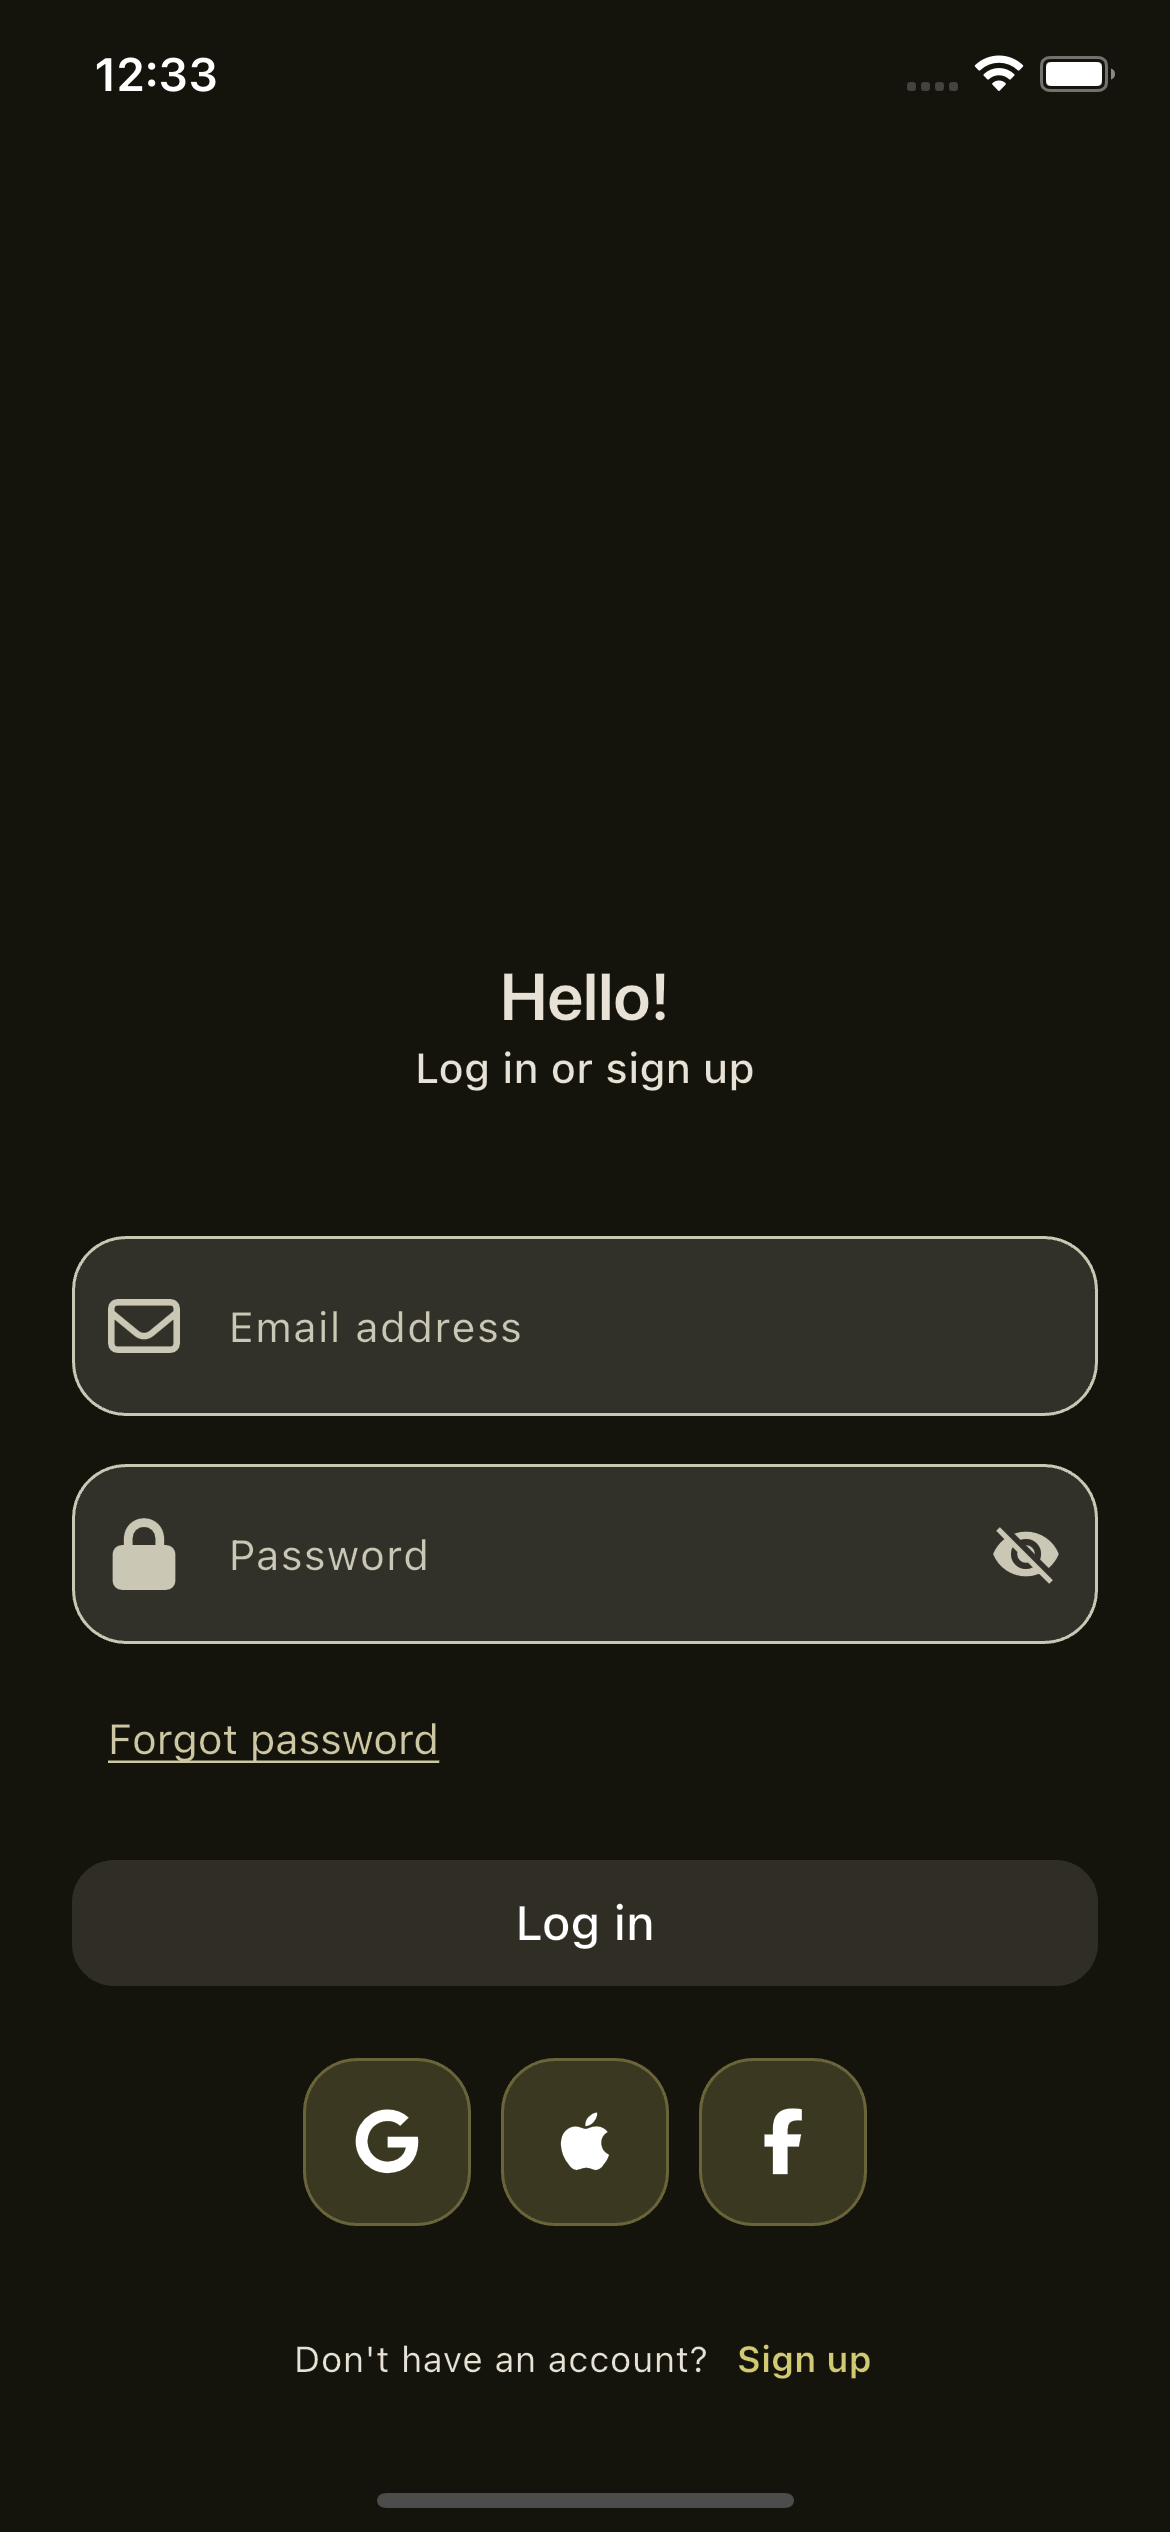 12:33
Hello!
Log in or sign up
Email address
Password
Forgot password
Log in
Don't have an account? Sign up